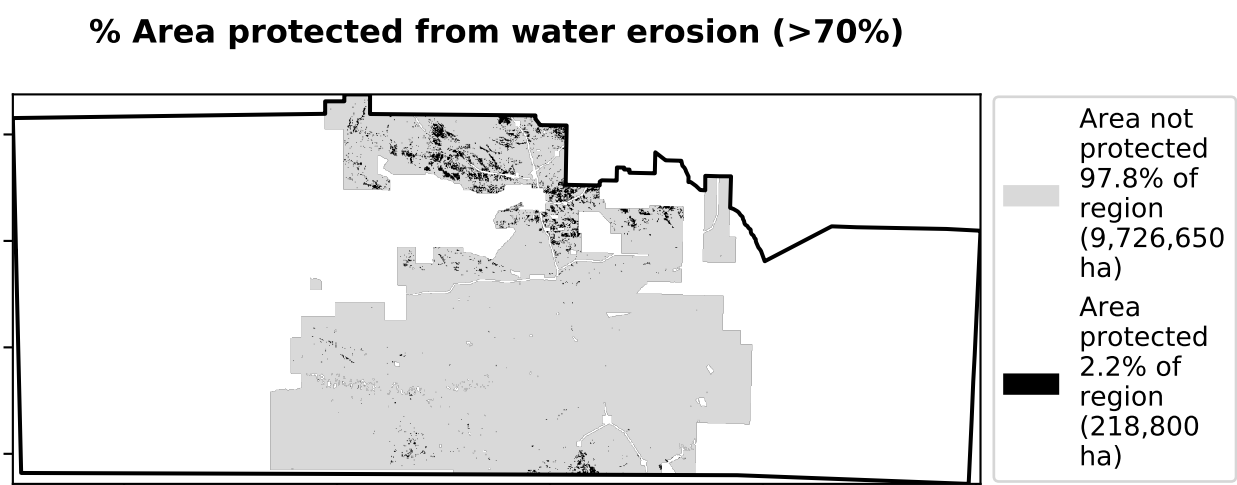 % Area protected from water erosion (>70%)
Area not
protected
97.8% of
region
(9,726,650
ha)
Area
protected
2.2% of
region
(218,800
ha)